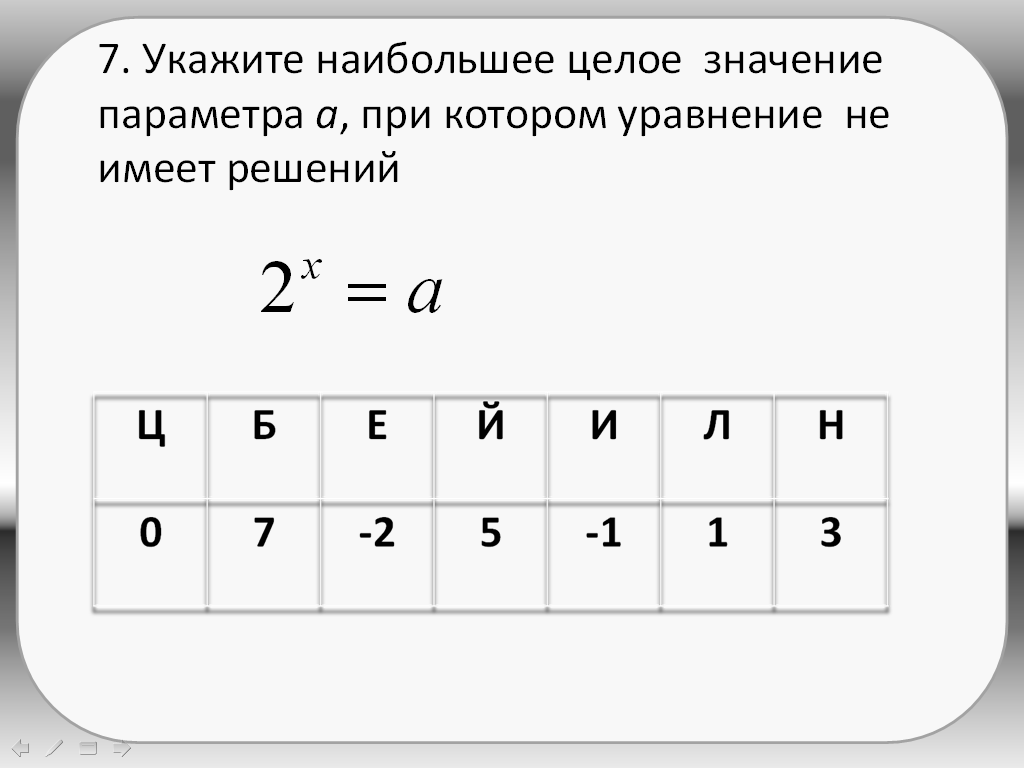 7. Укажите наибольшее целое значение
параметра а, при котором уравнение не
имеет решений
2^x = a
Ц Б Е Й И Л Н
0 7 -2 5 -1 1 3